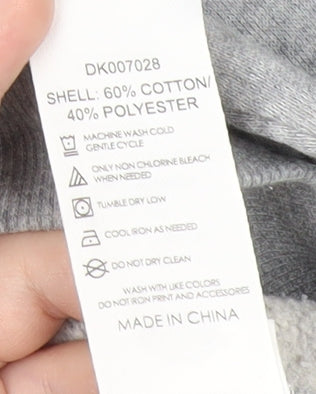 DK007028
SHELL: 60% COTTON/
40% POLYESTER
MACHINE WASH COLD
GENTLE CYCLE
ONLY NON CHLORINE BLEACH
WHEN NEEDED
TUMBLE DRY LOW
COOL IRON AS NEEDED
DO NOT DRY CLEAN
WASH WITH LIKE COLORS
DO NOT IRON PRINT AND ACCESSORIES
MADE IN CHINA